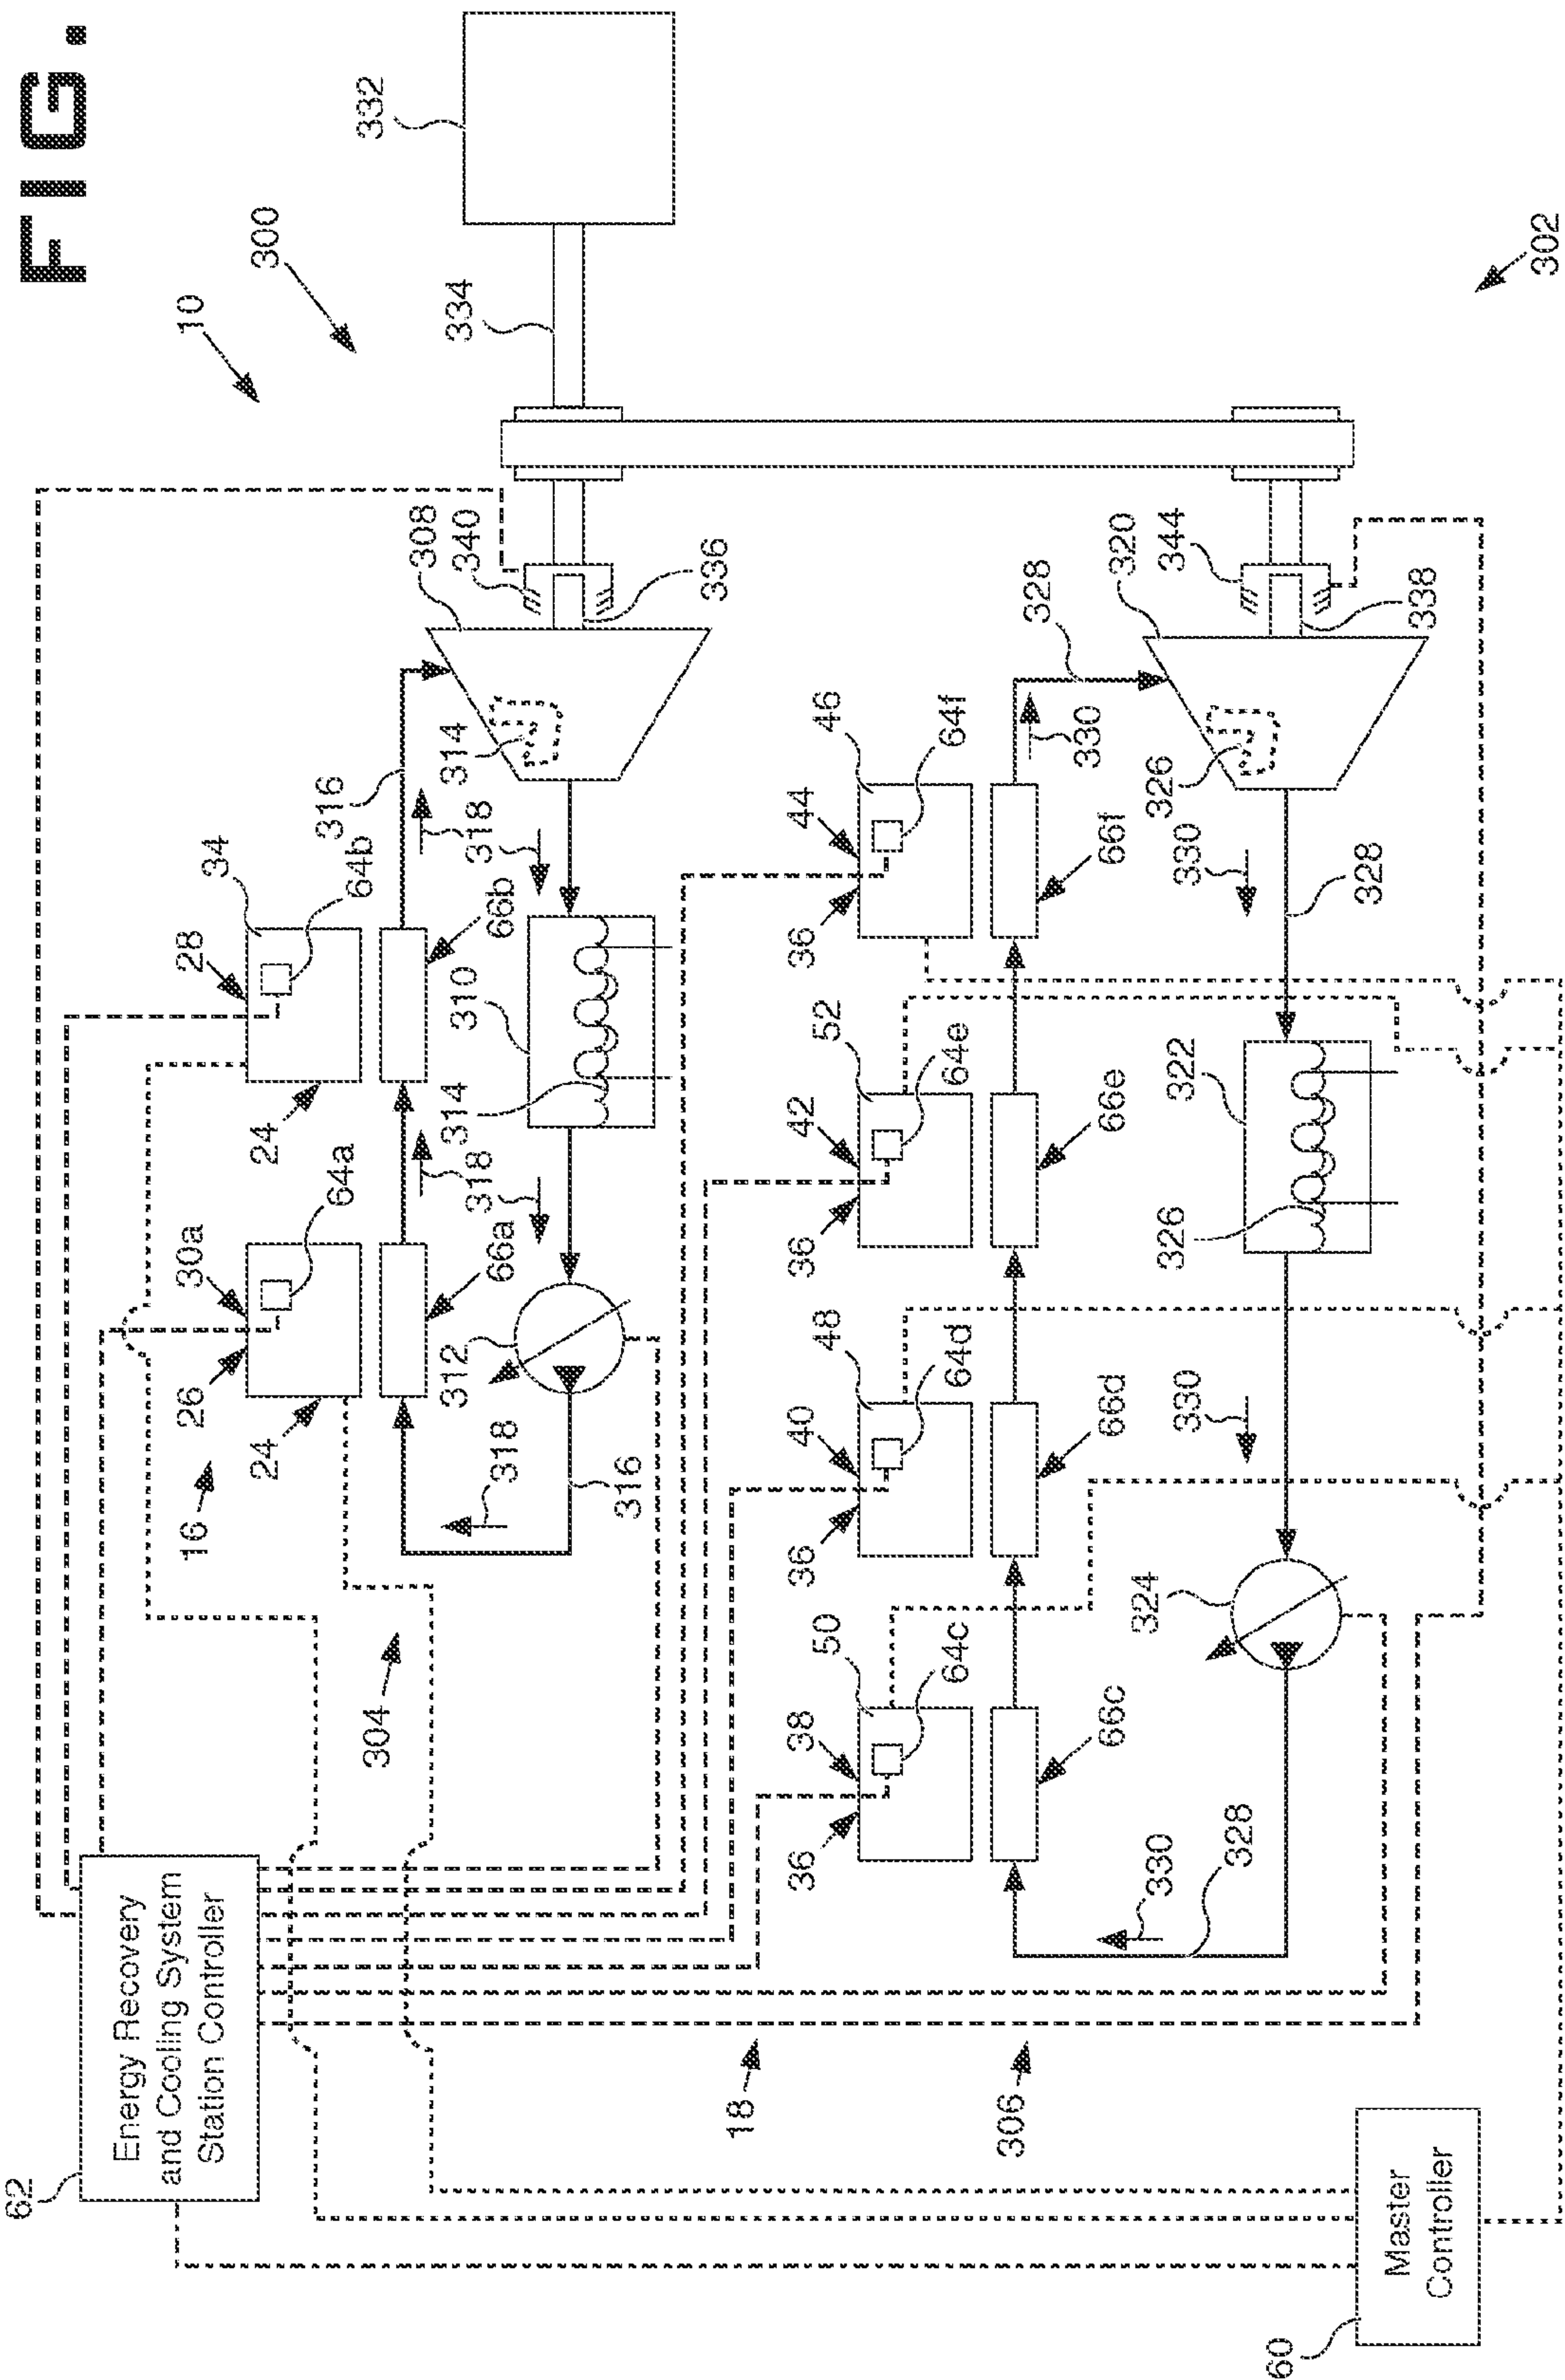 FIG.
62
Energy Recovery
and Cooling System
Station Controller
16
26
30a
28
34
10
300
24
64a
24
64b
316
332
304
318
66a
318
66b
318
308
334
312
318
314
310
314
340
316
336
18
36
38
50
36
40
48
36
42
52
36
44
46
64c
64d
64e
64f
306
328
66c
66d
66e
66f
330
330
328
324
330
326
322
330
326
328
320
344
338
60
Master
Controller
302